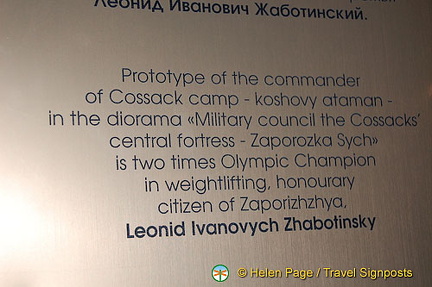 Леонид Иванович Жаботинский.
Prototype of the commander
of Cossack camp - koshovy ataman -
in the diorama «Military council the Cossacks'
central fortress - Zaporozka Sych»
is two times Olympic Champion
in weightlifting, honourary
citizen of Zaporizhzhya,
Leonid Ivanovych Zhabotinsky
© Helen Page / Travel Signposts